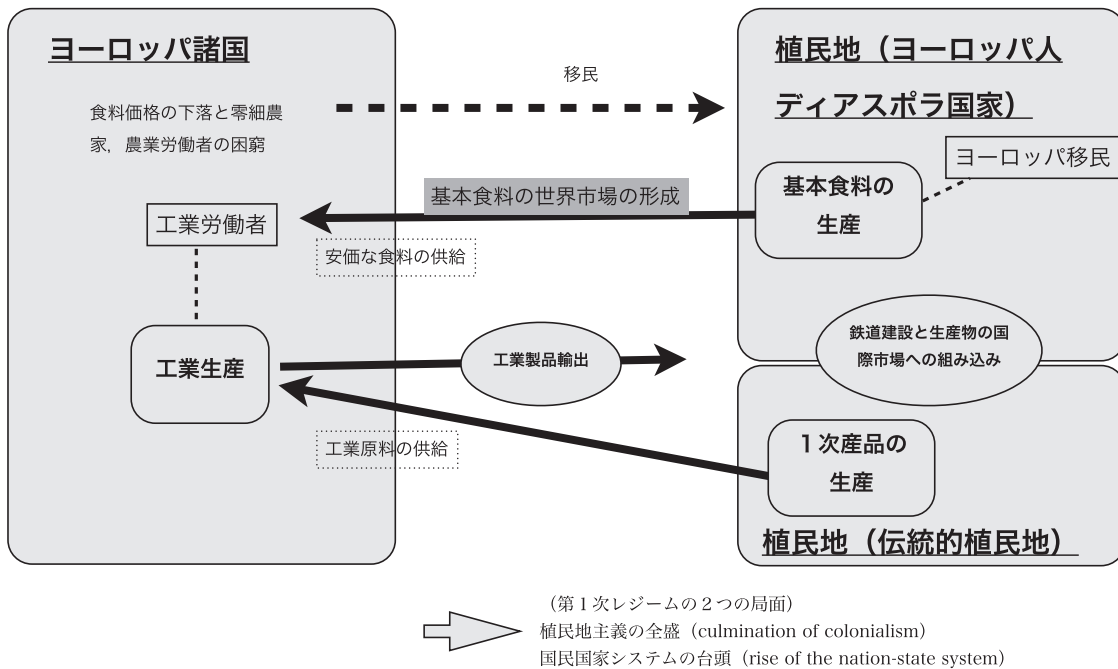 ヨーロッパ諸国
食料価格の下落と零細農
家，農業労働者の困窮
移民
植民地（ヨーロッパ人
ディアスポラ国家）
ヨーロッパ移民
基本食料の
生産
基本食料の世界市場の形成
工業労働者
安価な食料の供給
工業生産
工業製品輸出
鉄道建設と生産物の国
際市場への組み込み
工業原料の供給
１次産品の
生産
植民地（伝統的植民地）
（第１次レジームの２つの局面）
植民地主義の全盛（culmination of colonialism）
国民国家システムの台頭（rise of the nation-state system）